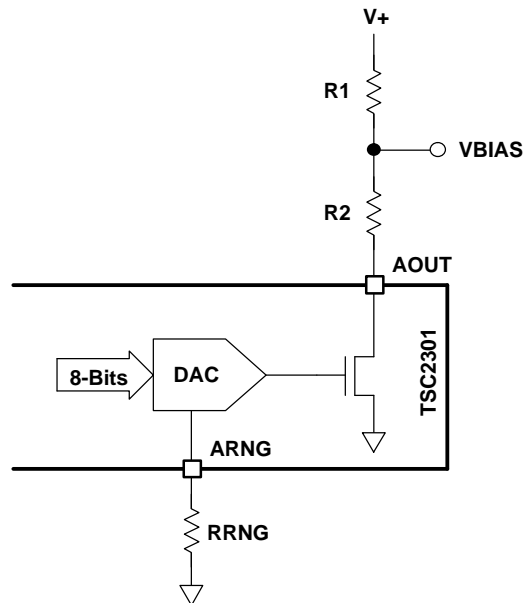 V+
R1
VBIAS
R2
AOUT
TSC2301
8-Bits
DAC
ARNG
RRNG